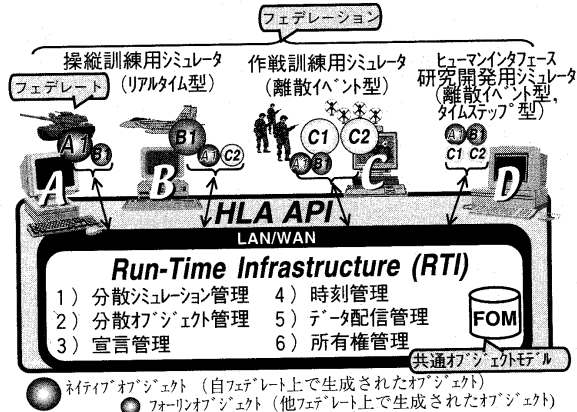 フェデレーション
操縦訓練用シミュレータ
(リアルタイム型)
作戦訓練用シミュレータ
(離散イベント型)
ヒューマンインタフェース
研究開発用シミュレータ
(離散イベント型,
タイムステップ型)
フェデレート
A1 B1
B1 A1 C2
C1 C2
A1 B1
A1 B1
C1 C2
A B C D
HLA API
LAN/WAN
Run-Time Infrastructure (RTI)
1) 分散シミュレーション管理
2) 分散オブジェクト管理
3) 宣言管理
4) 時刻管理
5) データ配信管理
6) 所有権管理
FOM
共通オブジェクトモデル
ネイティブオブジェクト (自フェデレート上で生成されたオブジェクト)
フォーリンオブジェクト (他フェデレート上で生成されたオブジェクト)